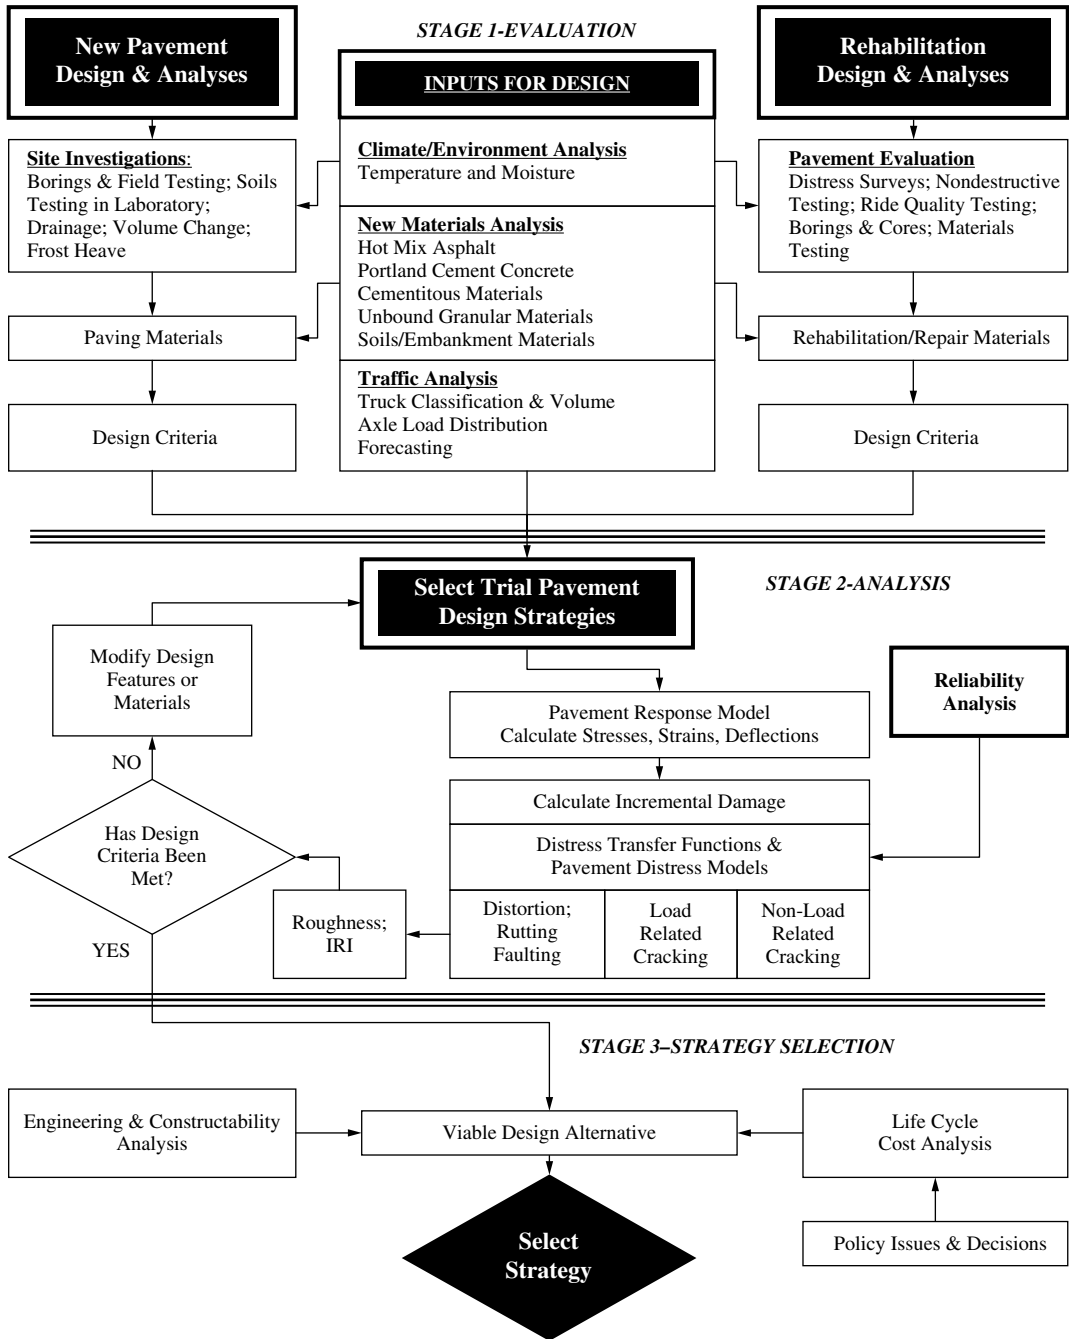 STAGE 1-EVALUATION
New Pavement
Design & Analyses
INPUTS FOR DESIGN
Rehabilitation
Design & Analyses
Site Investigations:
Borings & Field Testing; Soils
Testing in Laboratory;
Drainage; Volume Change;
Frost Heave
Climate/Environment Analysis
Temperature and Moisture
New Materials Analysis
Hot Mix Asphalt
Portland Cement Concrete
Cementitous Materials
Unbound Granular Materials
Soils/Embankment Materials
Traffic Analysis
Truck Classification & Volume
Axle Load Distribution
Forecasting
Pavement Evaluation
Distress Surveys; Nondestructive
Testing; Ride Quality Testing;
Borings & Cores; Materials
Testing
Paving Materials
Rehabilitation/Repair Materials
Design Criteria
Design Criteria
STAGE 2-ANALYSIS
Select Trial Pavement
Design Strategies
Modify Design
Features or
Materials
Reliability
Analysis
Pavement Response Model
Calculate Stresses, Strains, Deflections
NO
Calculate Incremental Damage
Has Design
Criteria Been
Met?
Distress Transfer Functions &
Pavement Distress Models
Roughness;
IRI
Distortion;
Rutting
Faulting
Load
Related
Cracking
Non-Load
Related
Cracking
YES
STAGE 3–STRATEGY SELECTION
Engineering & Constructability
Analysis
Viable Design Alternative
Life Cycle
Cost Analysis
Select
Strategy
Policy Issues & Decisions